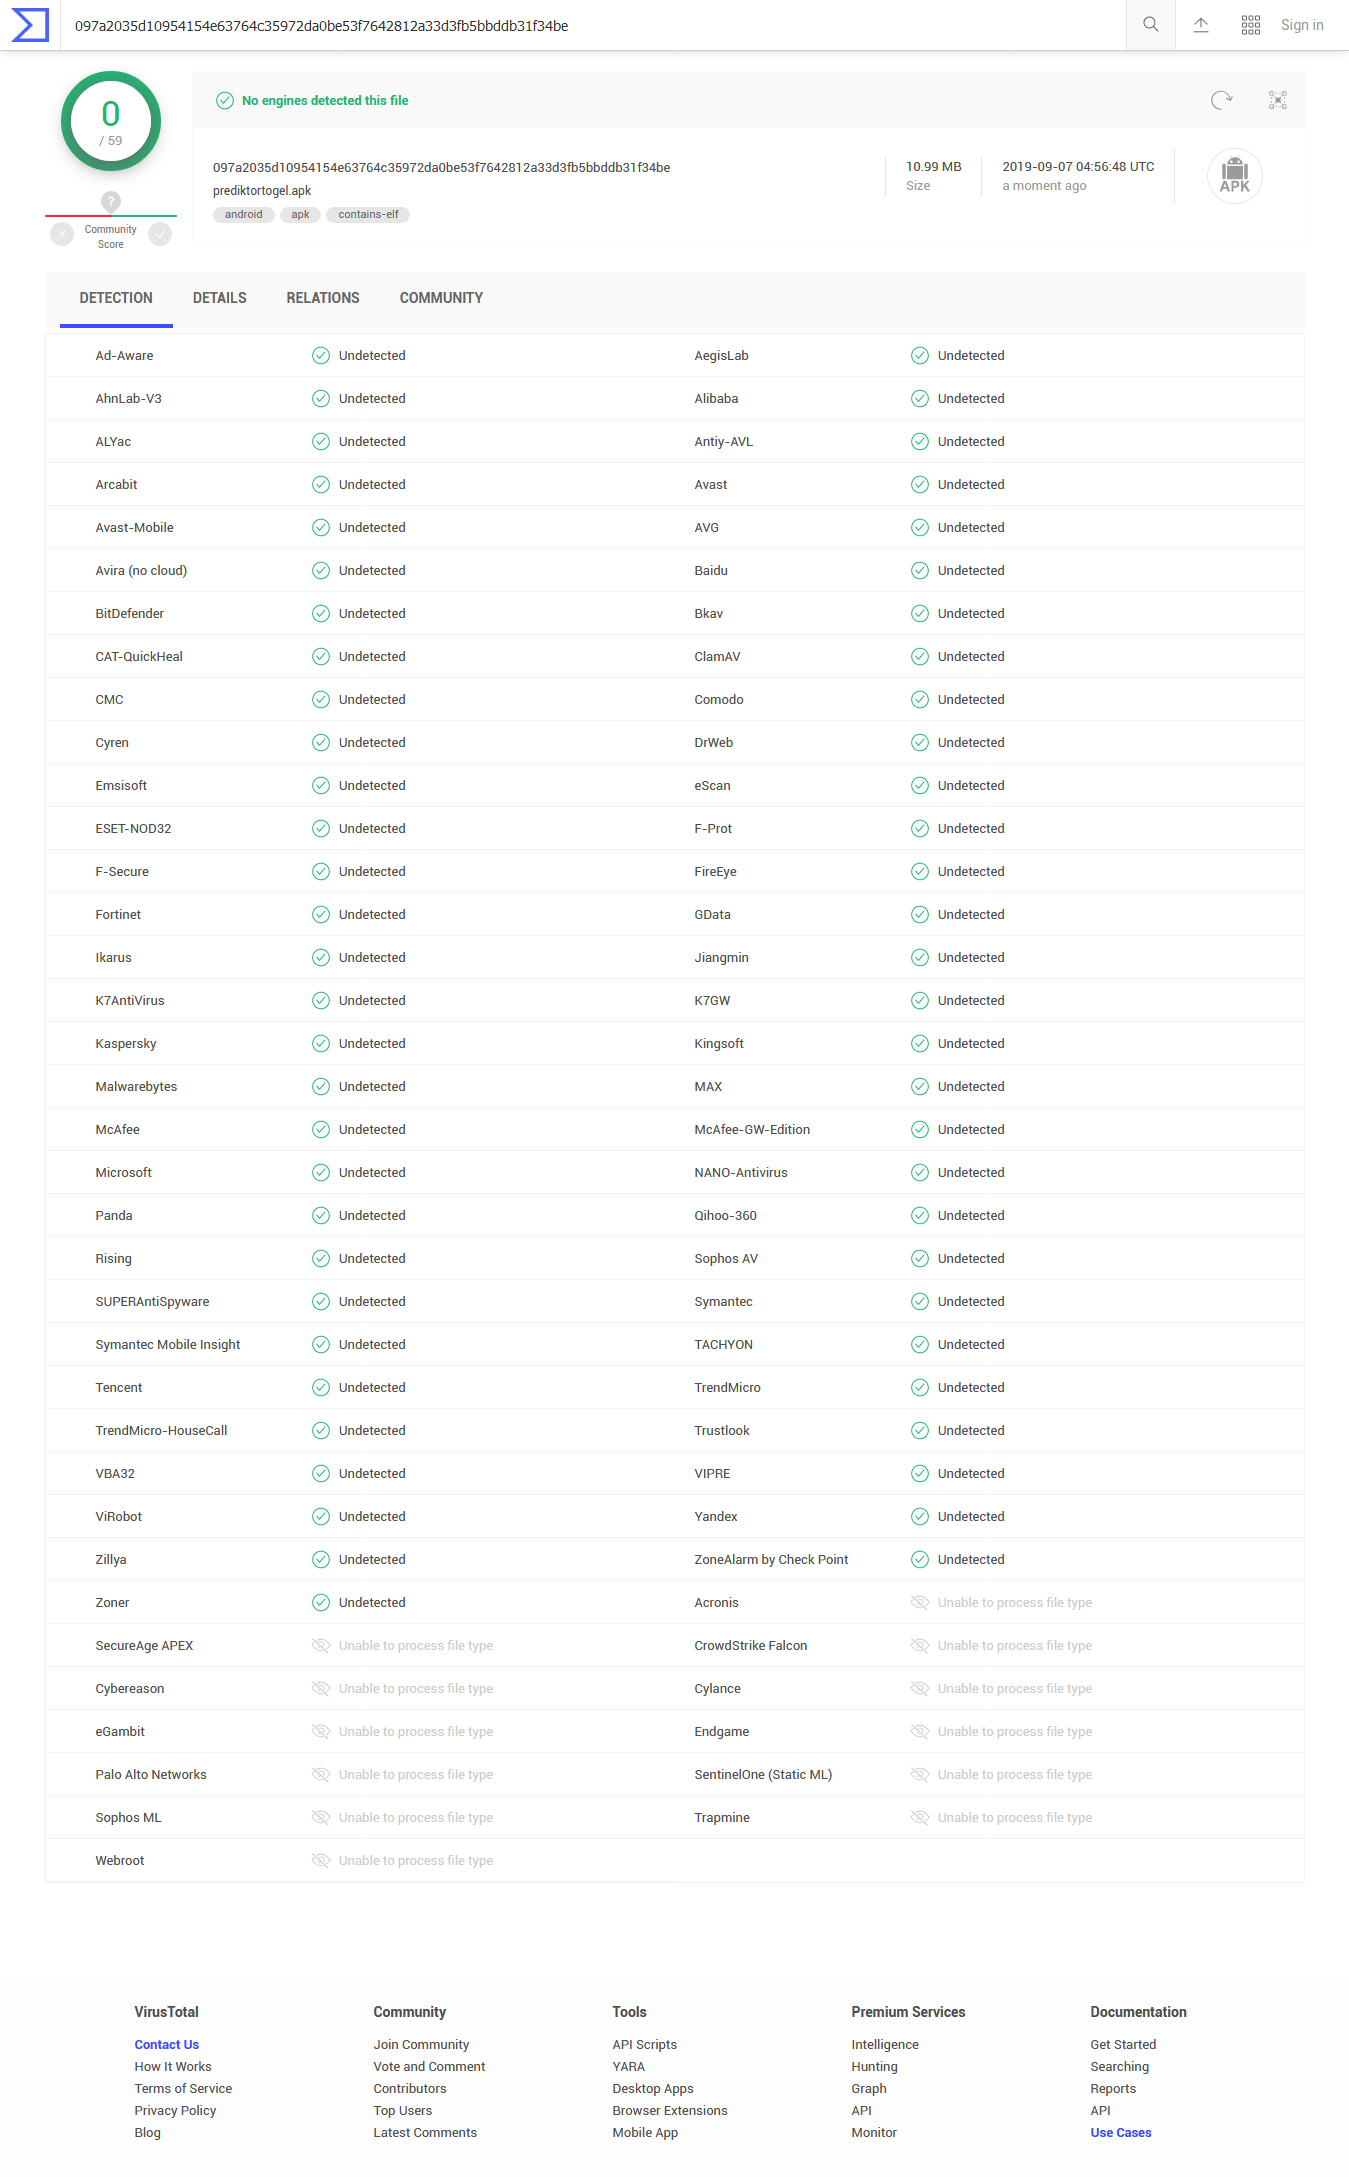 097a2035d10954154e63764c35972da0be53f7642812a33d3fb5bbddb31f34be
Sign in
0
/ 59
?
Community
Score
No engines detected this file
097a2035d10954154e63764c35972da0be53f7642812a33d3fb5bbddb31f34be
prediktortogel.apk
android apk contains-elf
10.99 MB
Size
2019-09-07 04:56:48 UTC
a moment ago
APK
DETECTION DETAILS RELATIONS COMMUNITY
Ad-Aware Undetected AegisLab Undetected
AhnLab-V3 Undetected Alibaba Undetected
ALYac Undetected Antiy-AVL Undetected
Arcabit Undetected Avast Undetected
Avast-Mobile Undetected AVG Undetected
Avira (no cloud) Undetected Baidu Undetected
BitDefender Undetected Bkav Undetected
CAT-QuickHeal Undetected ClamAV Undetected
CMC Undetected Comodo Undetected
Cyren Undetected DrWeb Undetected
Emsisoft Undetected eScan Undetected
ESET-NOD32 Undetected F-Prot Undetected
F-Secure Undetected FireEye Undetected
Fortinet Undetected GData Undetected
Ikarus Undetected Jiangmin Undetected
K7AntiVirus Undetected K7GW Undetected
Kaspersky Undetected Kingsoft Undetected
Malwarebytes Undetected MAX Undetected
McAfee Undetected McAfee-GW-Edition Undetected
Microsoft Undetected NANO-Antivirus Undetected
Panda Undetected Qihoo-360 Undetected
Rising Undetected Sophos AV Undetected
SUPERAntiSpyware Undetected Symantec Undetected
Symantec Mobile Insight Undetected TACHYON Undetected
Tencent Undetected TrendMicro Undetected
TrendMicro-HouseCall Undetected Trustlook Undetected
VBA32 Undetected VIPRE Undetected
ViRobot Undetected Yandex Undetected
Zillya Undetected ZoneAlarm by Check Point Undetected
Zoner Undetected Acronis Unable to process file type
SecureAge APEX Unable to process file type CrowdStrike Falcon Unable to process file type
Cybereason Unable to process file type Cylance Unable to process file type
eGambit Unable to process file type Endgame Unable to process file type
Palo Alto Networks Unable to process file type SentinelOne (Static ML) Unable to process file type
Sophos ML Unable to process file type Trapmine Unable to process file type
Webroot Unable to process file type
VirusTotal Community Tools Premium Services Documentation
Contact Us Join Community API Scripts Intelligence Get Started
How It Works Vote and Comment YARA Hunting Searching
Terms of Service Contributors Desktop Apps Graph Reports
Privacy Policy Top Users Browser Extensions API API
Blog Latest Comments Mobile App Monitor Use Cases